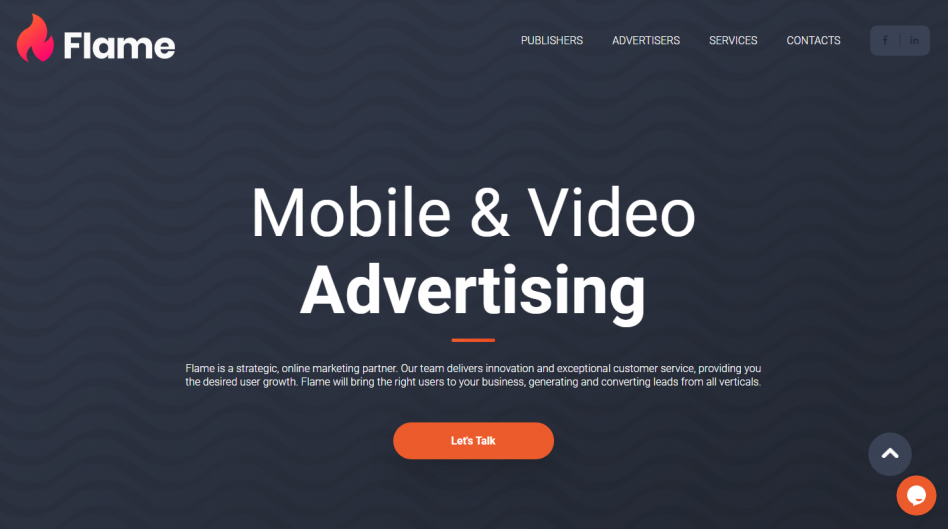 Flame
PUBLISHERS
ADVERTISERS
SERVICES
CONTACTS
f
in
Mobile & Video
Advertising
Flame is a strategic, online marketing partner. Our team delivers innovation and exceptional customer service, providing you
the desired user growth. Flame will bring the right users to your business, generating and converting leads from all verticals.
Let's Talk